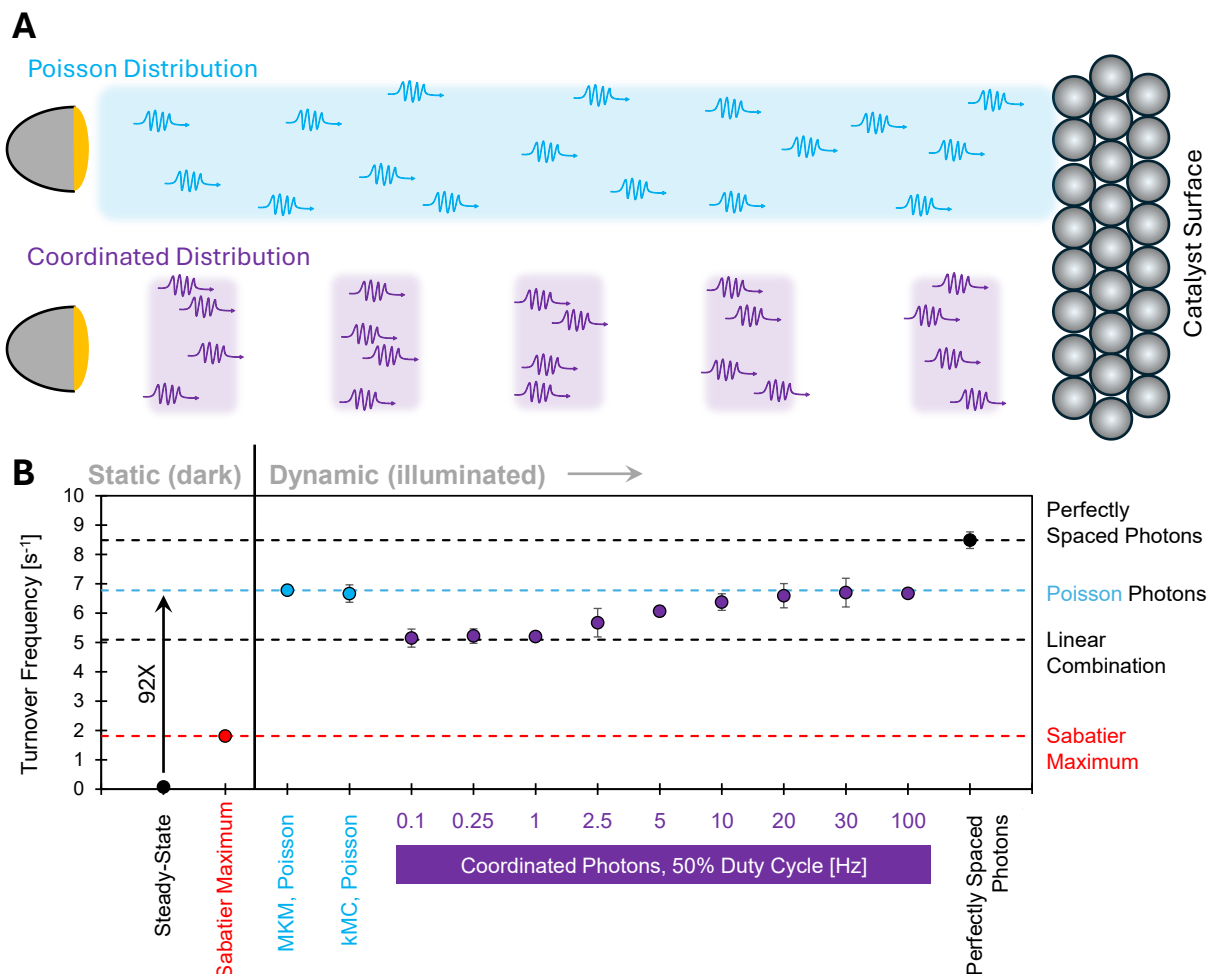 A
Poisson Distribution
Coordinated Distribution
Catalyst Surface
B
Static (dark)
Dynamic (illuminated)
Turnover Frequency [s⁻¹]
10
9
8
7
6
5
4
3
2
1
0
92X
Perfectly
Spaced Photons
Poisson Photons
Linear
Combination
Sabatier
Maximum
Steady-State
Sabatier Maximum
MKM, Poisson
kMC, Poisson
0.1 0.25 1 2.5 5 10 20 30 100
Coordinated Photons, 50% Duty Cycle [Hz]
Perfectly Spaced
Photons